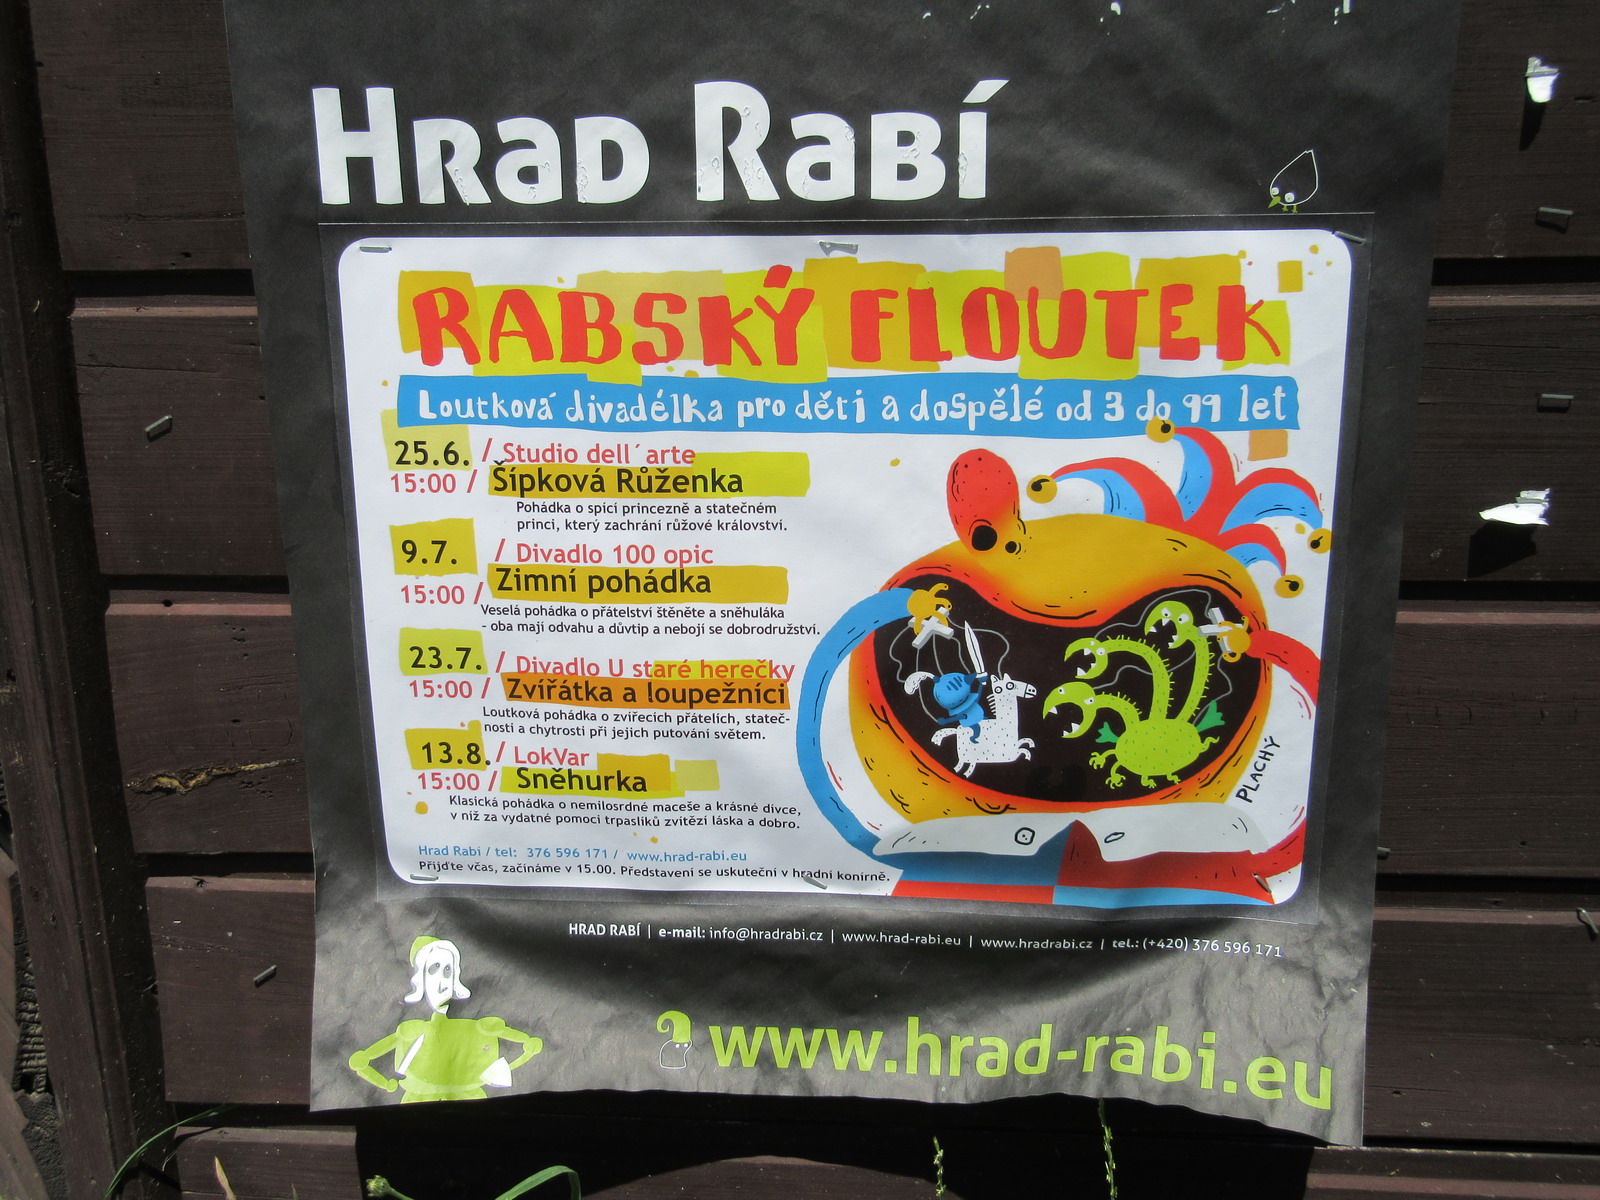 Hrad Rabí
RABSKÝ FLOUTEK
Loutková divadélka pro děti a dospělé od 3 do 99 let
25.6. / Studio dell´arte
15:00 / Šípková Růženka
Pohádka o spící princezně a statečném
princi, který zachrání růžové království.
9.7. / Divadlo 100 opic
15:00 / Zimní pohádka
Veselá pohádka o přátelství štěněte a sněhuláka
- oba mají odvahu a důvtip a nebojí se dobrodružství.
23.7. / Divadlo U staré herečky
15:00 / Zvířátka a loupežníci
Loutková pohádka o zvířecích přátelích, stateč-
nosti a chytrosti při jejich putování světem.
13.8. / LokVar
15:00 / Sněhurka
Klasická pohádka o nemilosrdné maceše a krásné dívce,
v níž za vydatné pomoci trpaslíků zvítězí láska a dobro.
PLACHÝ
Hrad Rabí / tel: 376 596 171 / www.hrad-rabi.eu
Přijďte včas, začínáme v 15.00. Představení se uskuteční v hradní konírně.
HRAD RABÍ | e-mail: info@hradrabi.cz | www.hrad-rabi.eu | www.hradrabi.cz | tel.: (+420) 376 596 171
www.hrad-rabi.eu